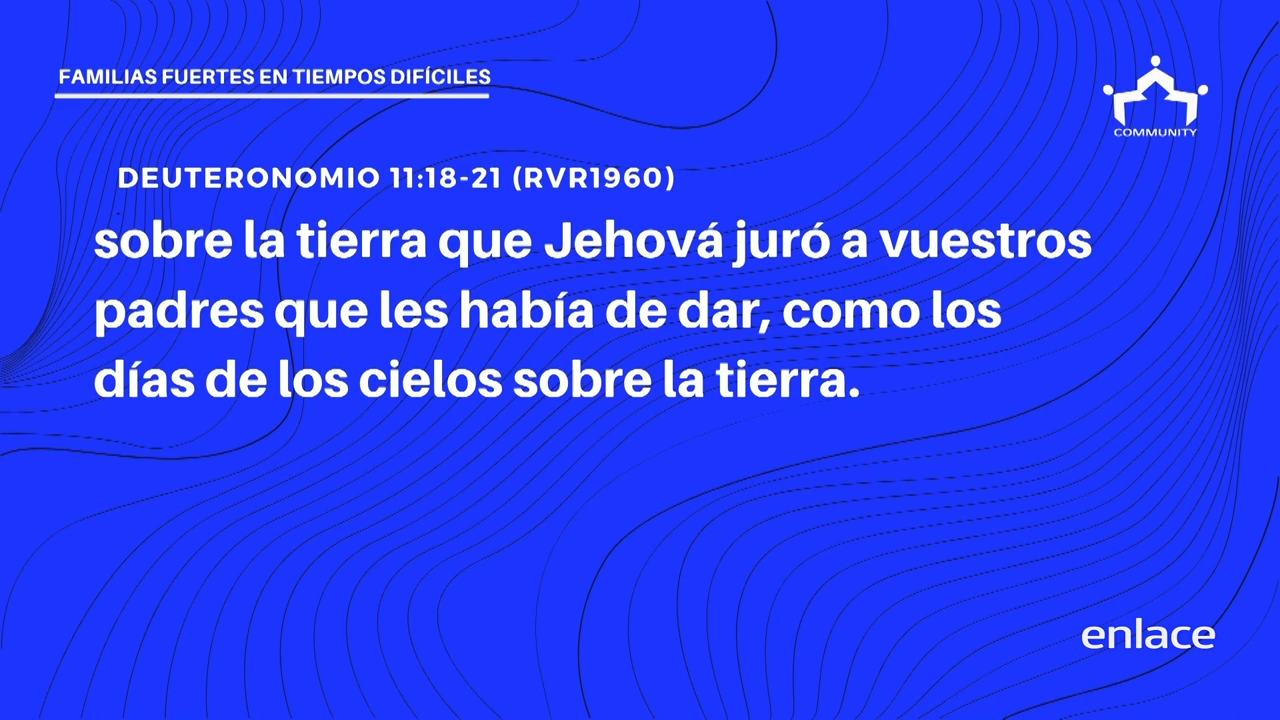 FAMILIAS FUERTES EN TIEMPOS DIFÍCILES
COMMUNITY
DEUTERONOMIO 11:18-21 (RVR1960)
sobre la tierra que Jehová juró a vuestros
padres que les había de dar, como los
días de los cielos sobre la tierra.
enlace